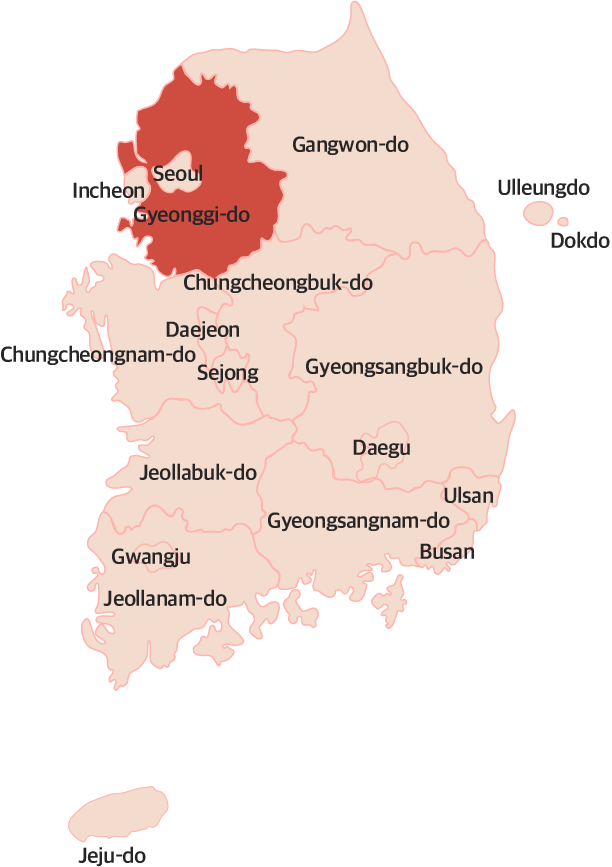 Gangwon-do
Seoul
Incheon
Ulleungdo
Gyeonggi-do
Dokdo
Chungcheongbuk-do
Daejeon
Chungcheongnam-do
Sejong
Gyeongsangbuk-do
Daegu
Jeollabuk-do
Ulsan
Gyeongsangnam-do
Busan
Gwangju
Jeollanam-do
Jeju-do